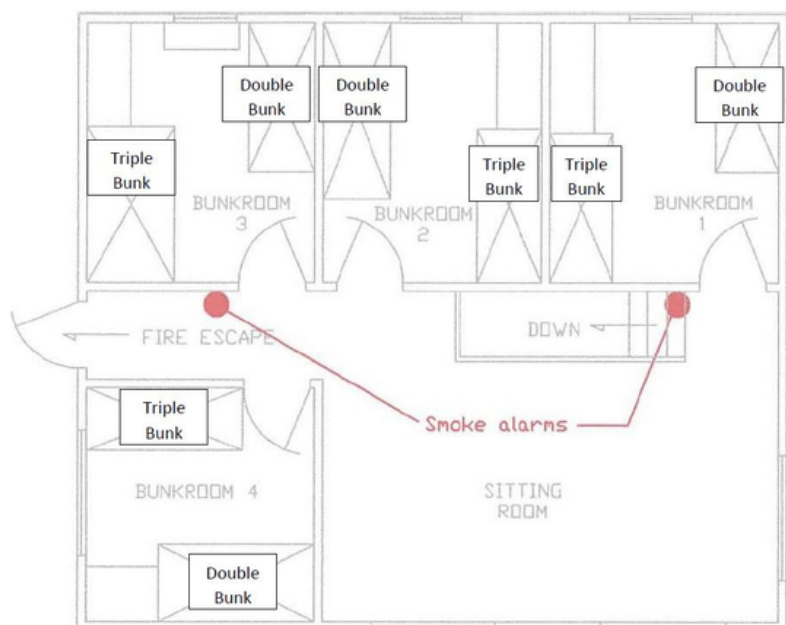 Double
Bunk
Double
Bunk
Double
Bunk
Triple
Bunk
Triple
Bunk
Triple
Bunk
BUNKROOM
3
BUNKROOM
2
BUNKROOM
1
FIRE ESCAPE
DOWN
Triple
Bunk
Smoke alarms
BUNKROOM 4
SITTING
ROOM
Double
Bunk